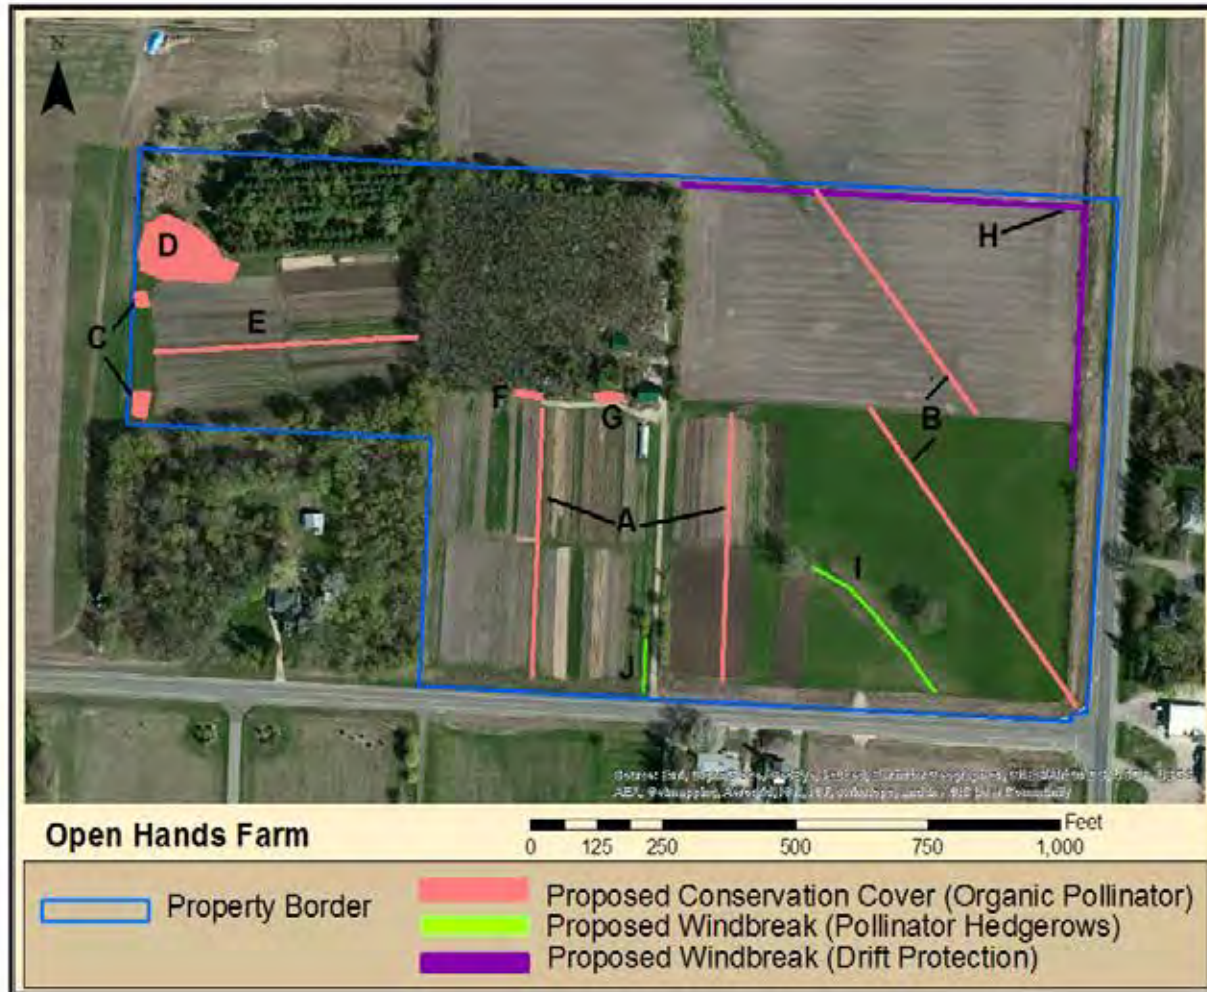 N
D
H
C
E
B
F
G
A
I
J
Open Hands Farm
Feet
0 125 250 500 750 1,000
Property Border
Proposed Conservation Cover (Organic Pollinator)
Proposed Windbreak (Pollinator Hedgerows)
Proposed Windbreak (Drift Protection)